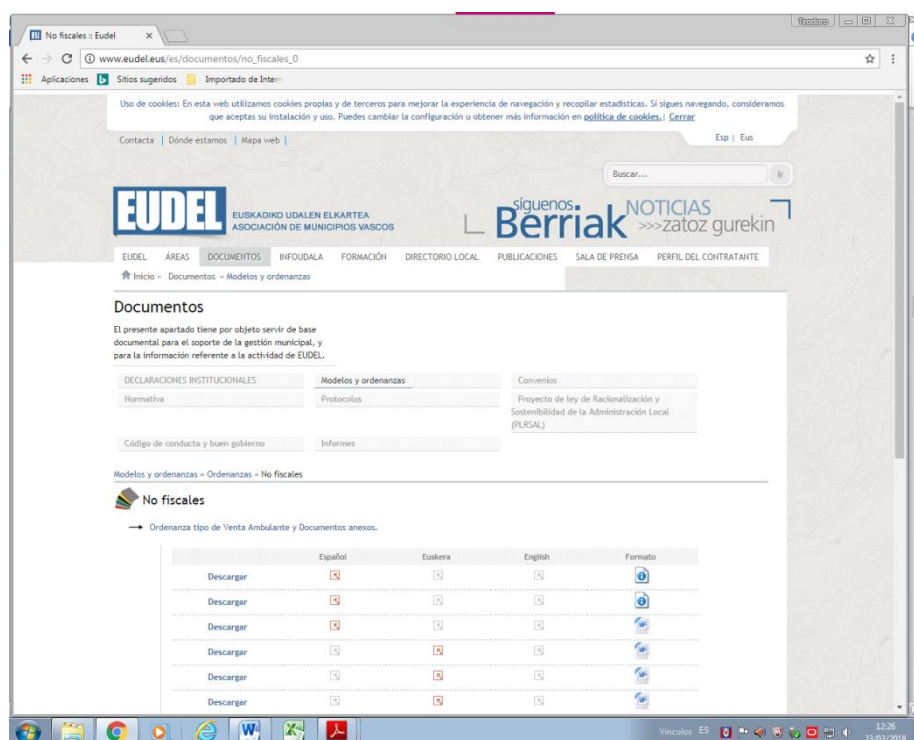 Teodoro
No fiscales :: Eudel
www.eudel.eus/es/documentos/no_fiscales_0
Aplicaciones Sitios sugeridos Importado de Intern
Uso de cookies: En esta web utilizamos cookies propias y de terceros para mejorar la experiencia de navegación y recopilar estadísticas. Si sigues navegando, consideramos
que aceptas su instalación y uso. Puedes cambiar la configuración u obtener más información en política de cookies.| Cerrar
Contacta | Dónde estamos | Mapa web |
Esp | Eus
Buscar... Ir
EUDEL
EUSKADIKO UDALEN ELKARTEA
ASOCIACIÓN DE MUNICIPIOS VASCOS
síguenos. NOTICIAS
Berriak >>>zatoz gurekin
EUDEL ÁREAS DOCUMENTOS INFOUDALA FORMACIÓN DIRECTORIO LOCAL PUBLICACIONES SALA DE PRENSA PERFIL DEL CONTRATANTE
Inicio » Documentos » Modelos y ordenanzas
Documentos
El presente apartado tiene por objeto servir de base
documental para el soporte de la gestión municipal, y
para la información referente a la actividad de EUDEL.
DECLARACIONES INSTITUCIONALES Modelos y ordenanzas Convenios
Normativa Protocolos Proyecto de ley de Racionalización y
Sostenibilidad de la Administración Local
(PLRSAL)
Código de conducta y buen gobierno Informes
Modelos y ordenanzas » Ordenanzas » No fiscales
No fiscales
Ordenanza tipo de Venta Ambulante y Documentos anexos.
Español Euskera English Formato
Descargar
Descargar
Descargar
Descargar
Descargar
Descargar
Vínculos ES 12:26
23/03/2018